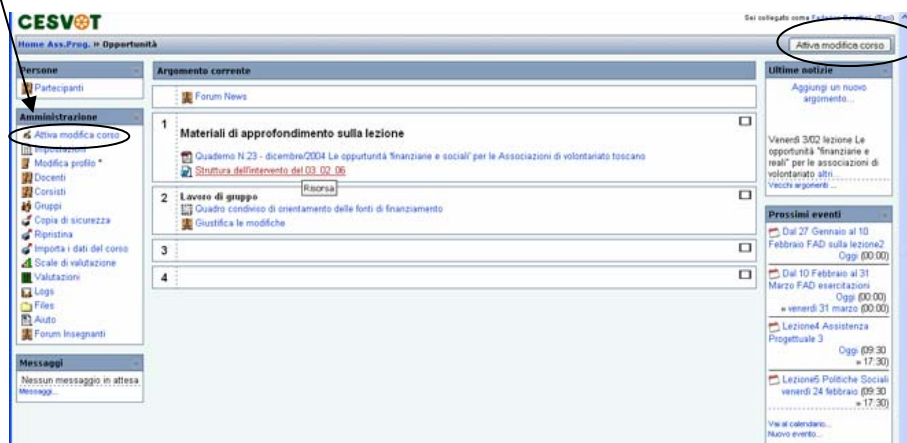 CESVOT
Sei collegato come Federico Serafini (Esci)
Home Ass.Prog. » Opportunità
Attiva modifica corso
Persone
Partecipanti
Amministrazione
Attiva modifica corso
Impostazioni
Modifica profilo *
Docenti
Corsisti
Gruppi
Copia di sicurezza
Ripristina
Importa i dati del corso
Scale di valutazione
Valutazioni
Logs
Files
Aiuto
Forum Insegnanti
Messaggi
Nessun messaggio in attesa
Messaggi...
Argomento corrente
Forum News
1
Materiali di approfondimento sulla lezione
Quaderno N.23 - dicembre/2004 Le oppurtunità 'finanziarie e sociali' per le Associazioni di volontariato toscano
Struttura dell'intervento del 03_02_06
Risorsa
2 Lavoro di gruppo
Quadro condiviso di orientamento delle fonti di finanziamento
Giustifica le modifiche
3
4
Ultime notizie
Aggiungi un nuovo
argomento...
Venerdì 3/02 lezione Le
opportunità "finanziarie e
reali" per le associazioni di
volontariato altri...
Vecchi argomenti ...
Prossimi eventi
Dal 27 Gennaio al 10
Febbraio FAD sulla lezione2
Oggi (00:00)
Dal 10 Febbraio al 31
Marzo FAD esercitazioni
Oggi (00:00)
» venerdì 31 marzo (00:00)
Lezione4 Assistenza
Progettuale 3
Oggi (09:30
» 17:30)
Lezione5 Politiche Sociali
venerdì 24 febbraio (09:30
» 17:30)
Vai al calendario...
Nuovo evento...